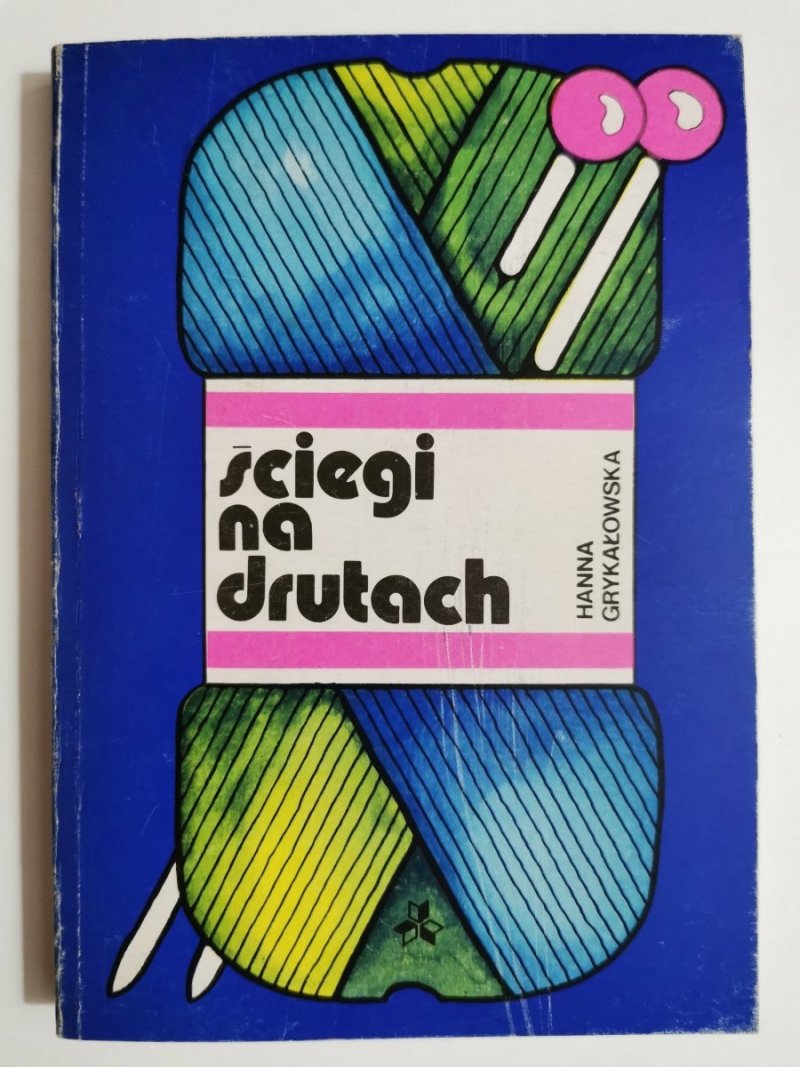 ściegi
na
drutach
HANNA
GRYKAŁOWSKA